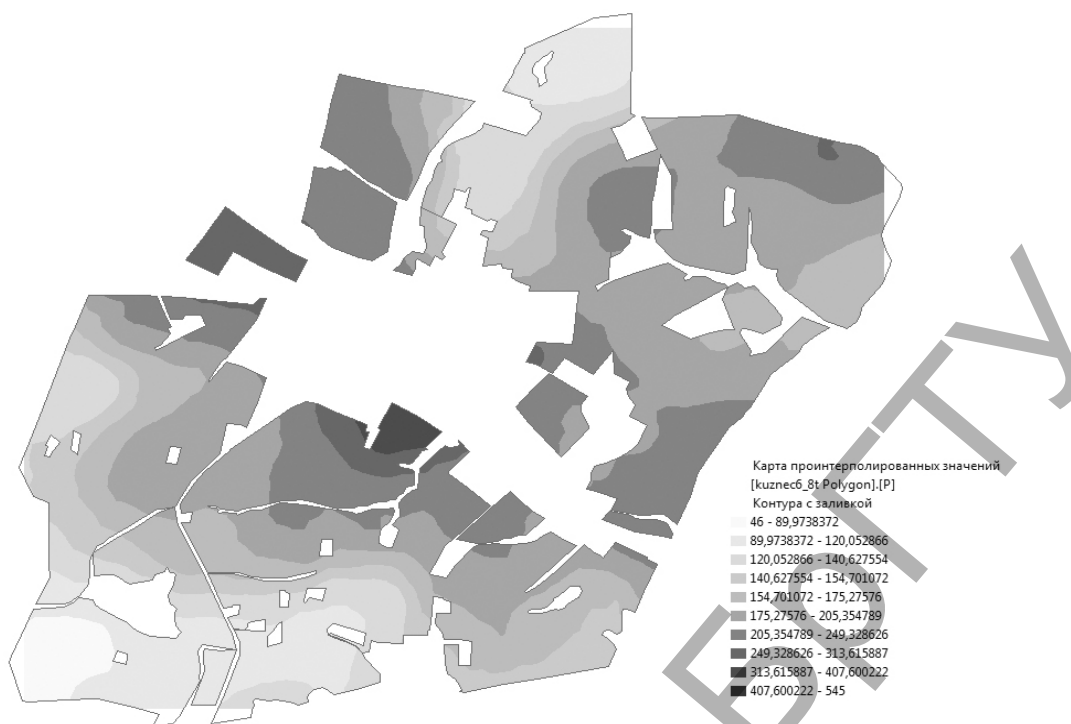 Карта проинтерполированных значений
[kuznec6_8t Polygon].[P]
Контура с заливкой
46 - 89,9738372
89,9738372 - 120,052866
120,052866 - 140,627554
140,627554 - 154,701072
154,701072 - 175,27576
175,27576 - 205,354789
205,354789 - 249,328626
249,328626 - 313,615887
313,615887 - 407,600222
407,600222 - 545
БрГТУ